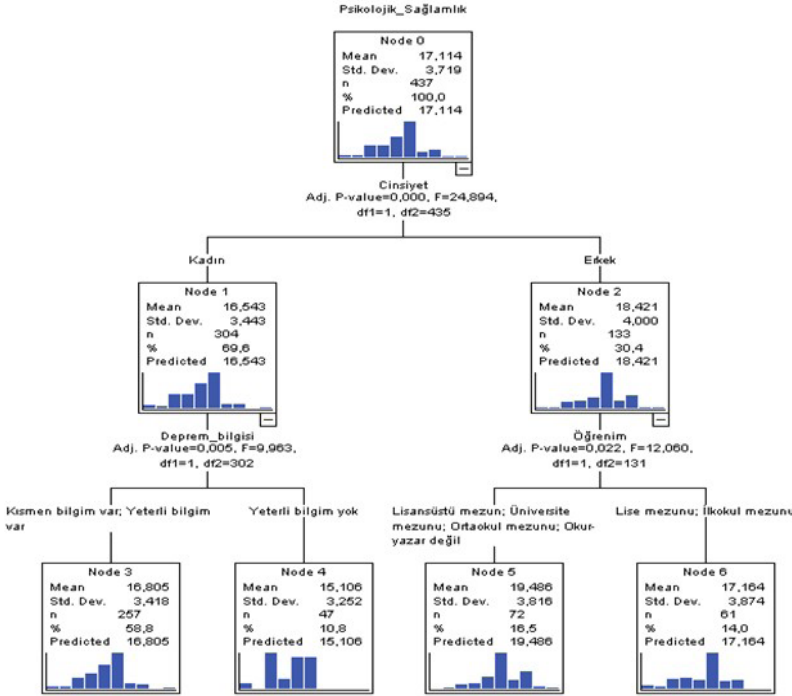 Psikolojik_Sağlamlık
Node 0
Mean 17,114
Std. Dev. 3,719
n 437
% 100,0
Predicted 17,114
Cinsiyet
Adj. P-value=0,000, F=24,894,
df1=1, df2=435
Kadın
Erkek
Node 1
Mean 16,543
Std. Dev. 3,443
n 304
% 69,6
Predicted 16,543
Node 2
Mean 18,421
Std. Dev. 4,000
n 133
% 30,4
Predicted 18,421
Deprem_bilgisi
Adj. P-value=0,005, F=9,963,
df1=1, df2=302
Öğrenim
Adj. P-value=0,022, F=12,060,
df1=1, df2=131
Kısmen bilgim var; Yeterli bilgim
var
Yeterli bilgim yok
Lisansüstü mezun; Üniversite
mezunu; Ortaokul mezunu; Okur-
yazar değil
Lise mezunu; İlkokul mezunu
Node 3
Mean 16,805
Std. Dev. 3,418
n 257
% 58,8
Predicted 16,805
Node 4
Mean 15,106
Std. Dev. 3,252
n 47
% 10,8
Predicted 15,106
Node 5
Mean 19,486
Std. Dev. 3,816
n 72
% 16,5
Predicted 19,486
Node 6
Mean 17,164
Std. Dev. 3,874
n 61
% 14,0
Predicted 17,164